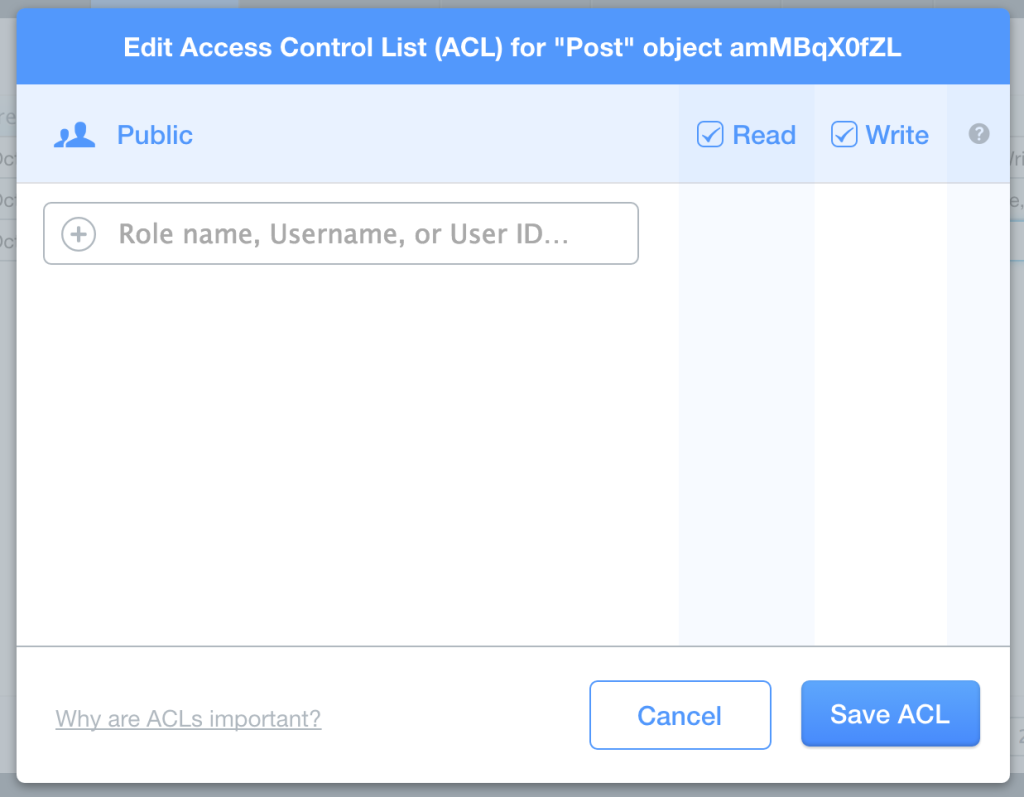 Edit Access Control List (ACL) for "Post" object amMBqX0fZL
Public
Read
Write
?
Role name, Username, or User ID...
Why are ACLs important?
Cancel
Save ACL